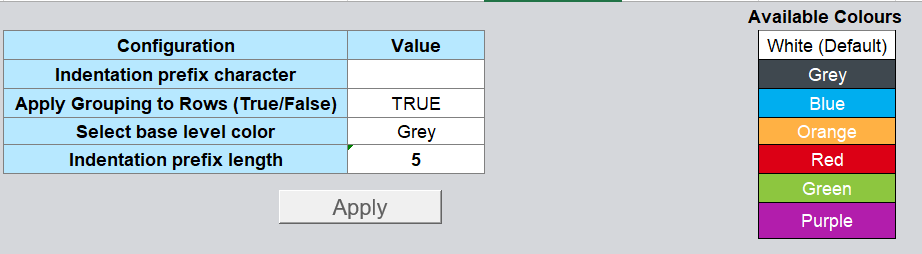 Available Colours
Configuration Value
White (Default)
Indentation prefix character
Grey
Apply Grouping to Rows (True/False) TRUE
Blue
Select base level color Grey
Orange
Indentation prefix length 5
Red
Green
Apply
Purple